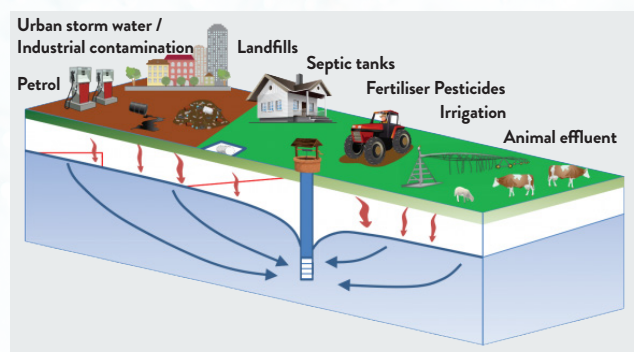 Urban storm water /
Industrial contamination
Landfills
Septic tanks
Petrol
Fertiliser Pesticides
Irrigation
Animal effluent